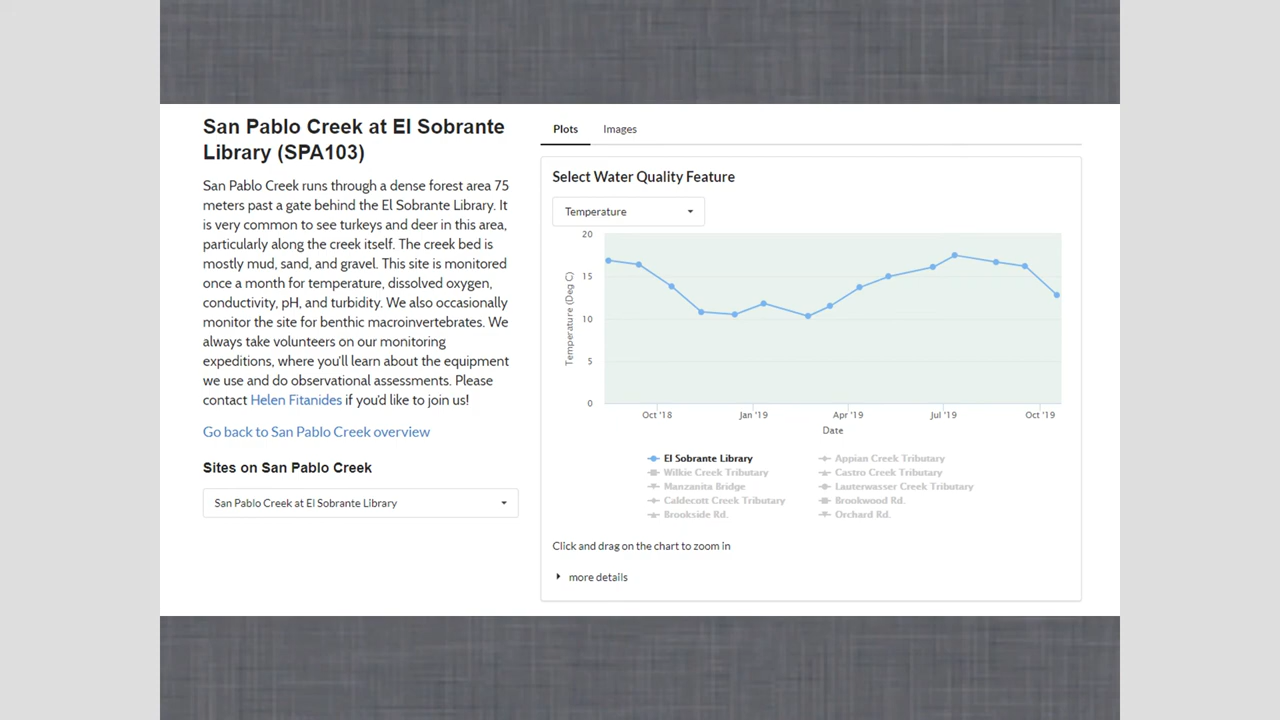 San Pablo Creek at El Sobrante
Library (SPA103)
San Pablo Creek runs through a dense forest area 75
meters past a gate behind the El Sobrante Library. It
is very common to see turkeys and deer in this area,
particularly along the creek itself. The creek bed is
mostly mud, sand, and gravel. This site is monitored
once a month for temperature, dissolved oxygen,
conductivity, pH, and turbidity. We also occasionally
monitor the site for benthic macroinvertebrates. We
always take volunteers on our monitoring
expeditions, where you'll learn about the equipment
we use and do observational assessments. Please
contact Helen Fitanides if you'd like to join us!
Go back to San Pablo Creek overview
Sites on San Pablo Creek
San Pablo Creek at El Sobrante Library
Plots Images
Select Water Quality Feature
Temperature
20
15
10
5
0
Temperature (Deg C)
Oct '18 Jan '19 Apr '19 Jul '19 Oct '19
Date
El Sobrante Library
Wilkie Creek Tributary
Manzanita Bridge
Caldecott Creek Tributary
Brookside Rd.
Appian Creek Tributary
Castro Creek Tributary
Lauterwasser Creek Tributary
Brookwood Rd.
Orchard Rd.
Click and drag on the chart to zoom in
more details